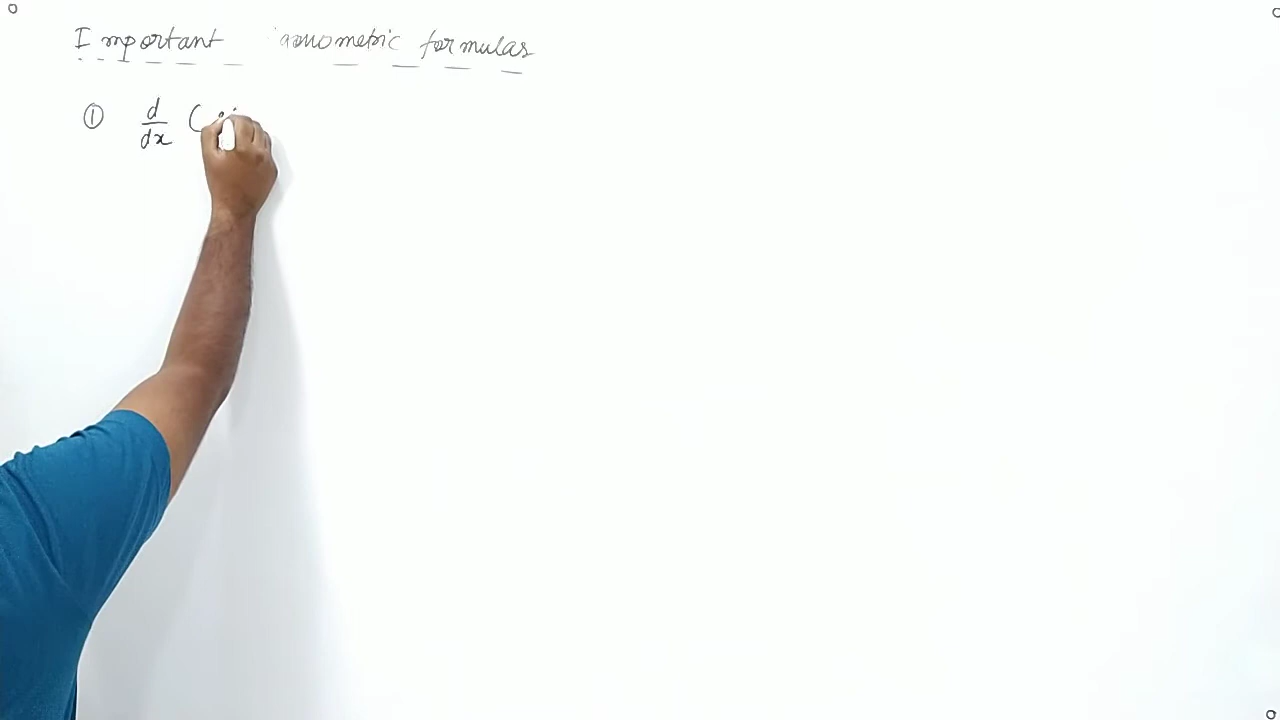 Important formulas
① d/dx (